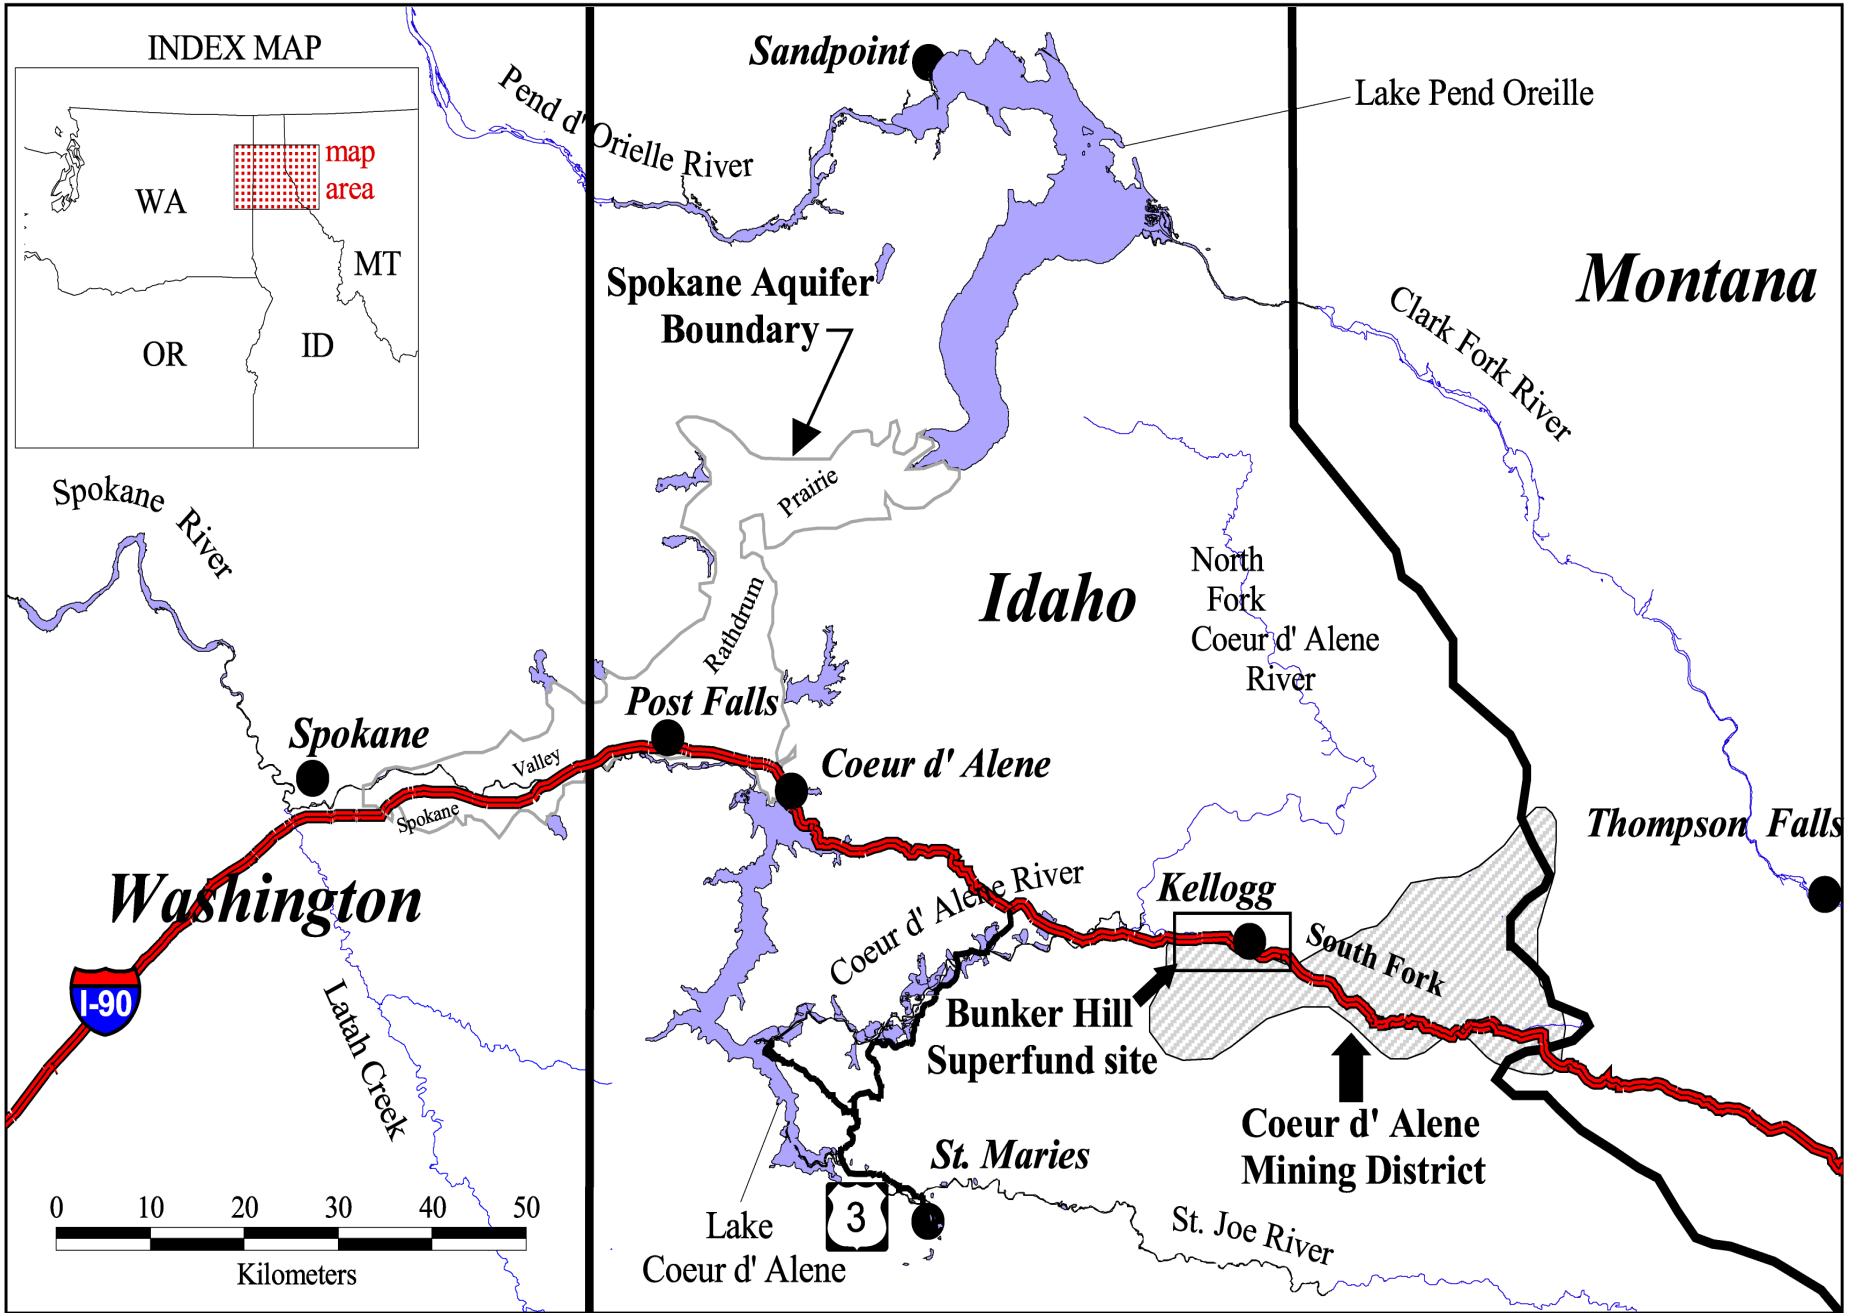 INDEX MAP
map
area
WA
MT
OR
ID
Sandpoint
Pend d' Orielle River
Lake Pend Oreille
Montana
Clark Fork River
Spokane Aquifer
Boundary
Prairie
Rathdrum
Spokane River
Idaho
North
Fork
Coeur d' Alene
River
Post Falls
Spokane
Valley
Spokane
Coeur d' Alene
Thompson Falls
Washington
Coeur d' Alene River
Kellogg
South Fork
I-90
Latah Creek
Bunker Hill
Superfund site
Coeur d' Alene
Mining District
St. Maries
3
Lake
Coeur d' Alene
St. Joe River
0 10 20 30 40 50
Kilometers